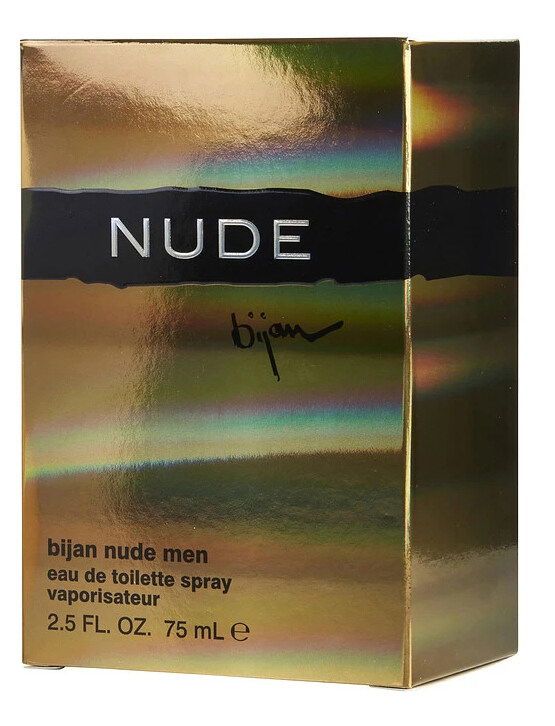 NUDE
bijan
bijan nude men
eau de toilette spray
vaporisateur
2.5 FL. OZ. 75 mL ℮